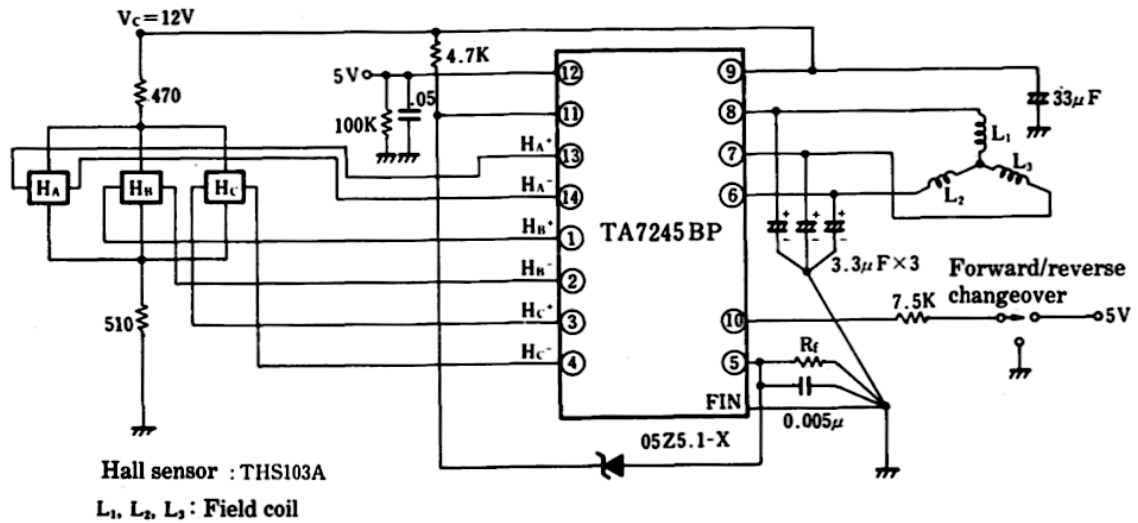 Vc=12V
4.7K
5V
470
100K
.05
12
11
13
14
1
2
3
4
9
8
7
6
10
5
FIN
TA7245BP
HA
HB
HC
HA+
HA-
HB+
HB-
HC+
HC-
510
33μF
L1
L2
L3
3.3μF×3
Forward/reverse
changeover
7.5K
5V
Rf
0.005μ
05Z5.1-X
Hall sensor : THS103A
L1, L2, L3 : Field coil